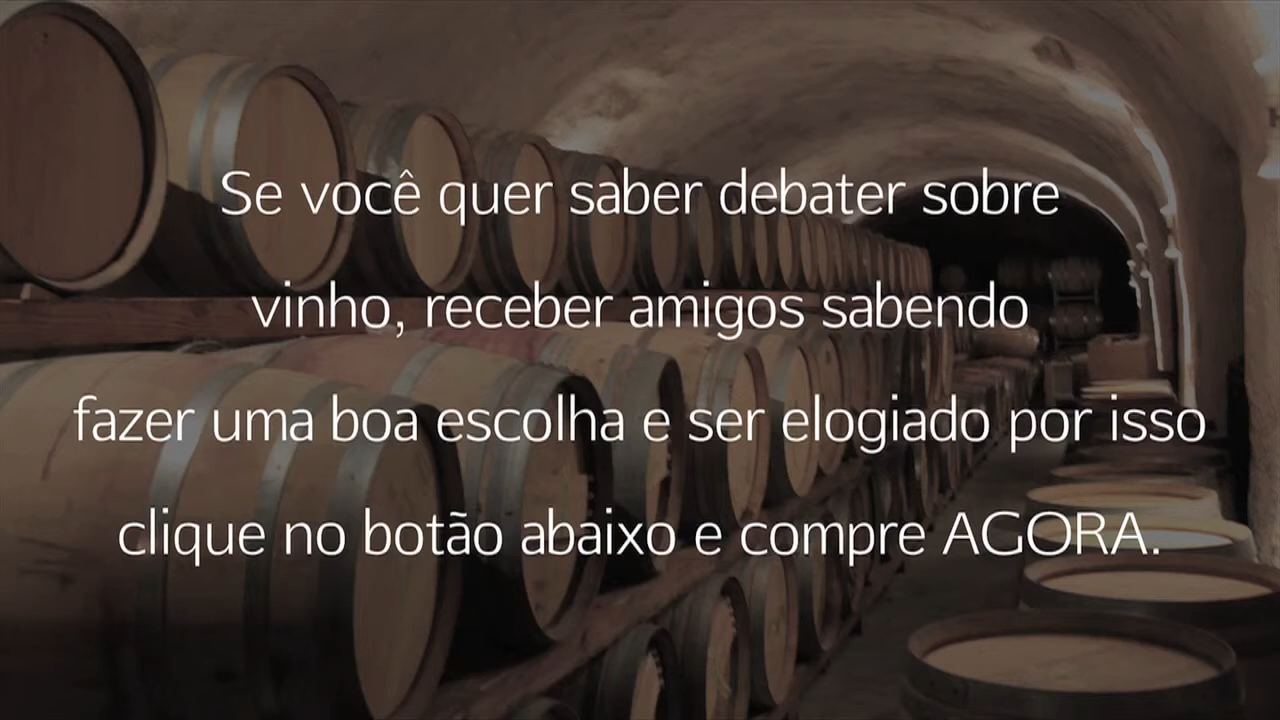 Se você quer saber debater sobre
vinho, receber amigos sabendo
fazer uma boa escolha e ser elogiado por isso
clique no botão abaixo e compre AGORA.